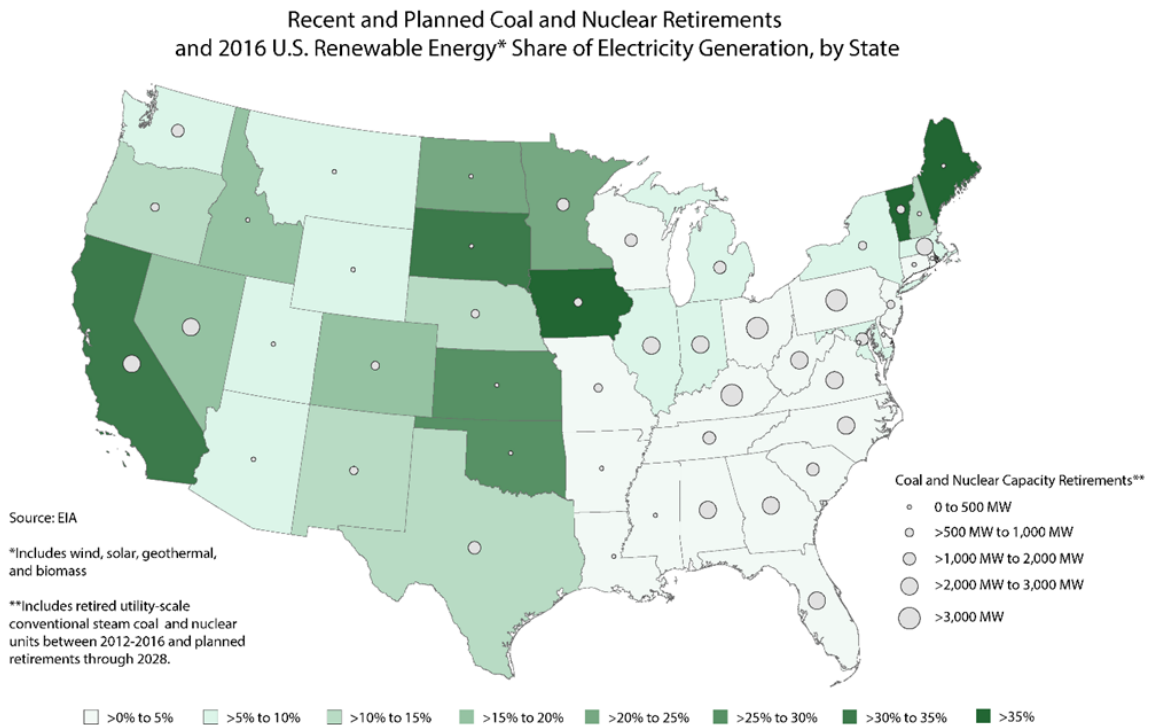 Recent and Planned Coal and Nuclear Retirements
and 2016 U.S. Renewable Energy* Share of Electricity Generation, by State
Coal and Nuclear Capacity Retirements**
0 to 500 MW
>500 MW to 1,000 MW
>1,000 MW to 2,000 MW
>2,000 MW to 3,000 MW
>3,000 MW
Source: EIA
*Includes wind, solar, geothermal,
and biomass
**Includes retired utility-scale
conventional steam coal and nuclear
units between 2012-2016 and planned
retirements through 2028.
>0% to 5% >5% to 10% >10% to 15% >15% to 20% >20% to 25% >25% to 30% >30% to 35% >35%